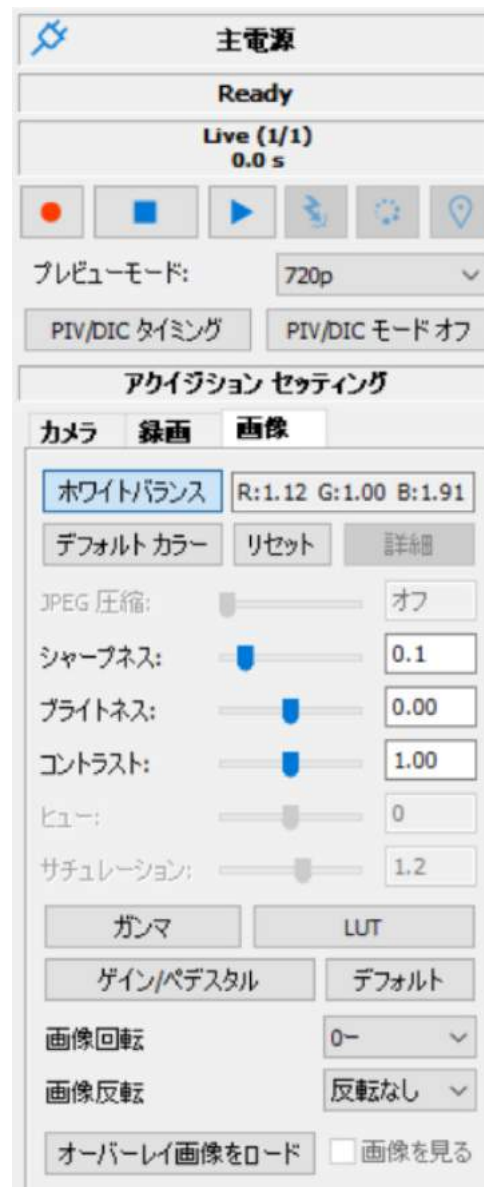 主電源
Ready
Live (1/1)
0.0 s
プレビューモード: 720p
PIV/DIC タイミング PIV/DIC モード オフ
アクイジション セッティング
カメラ 録画 画像
ホワイトバランス R:1.12 G:1.00 B:1.91
デフォルト カラー リセット 詳細
JPEG 圧縮: オフ
シャープネス: 0.1
ブライトネス: 0.00
コントラスト: 1.00
ヒュー: 0
サチュレーション: 1.2
ガンマ LUT
ゲイン/ペデスタル デフォルト
画像回転 0ー
画像反転 反転なし
オーバーレイ画像をロード 画像を見る